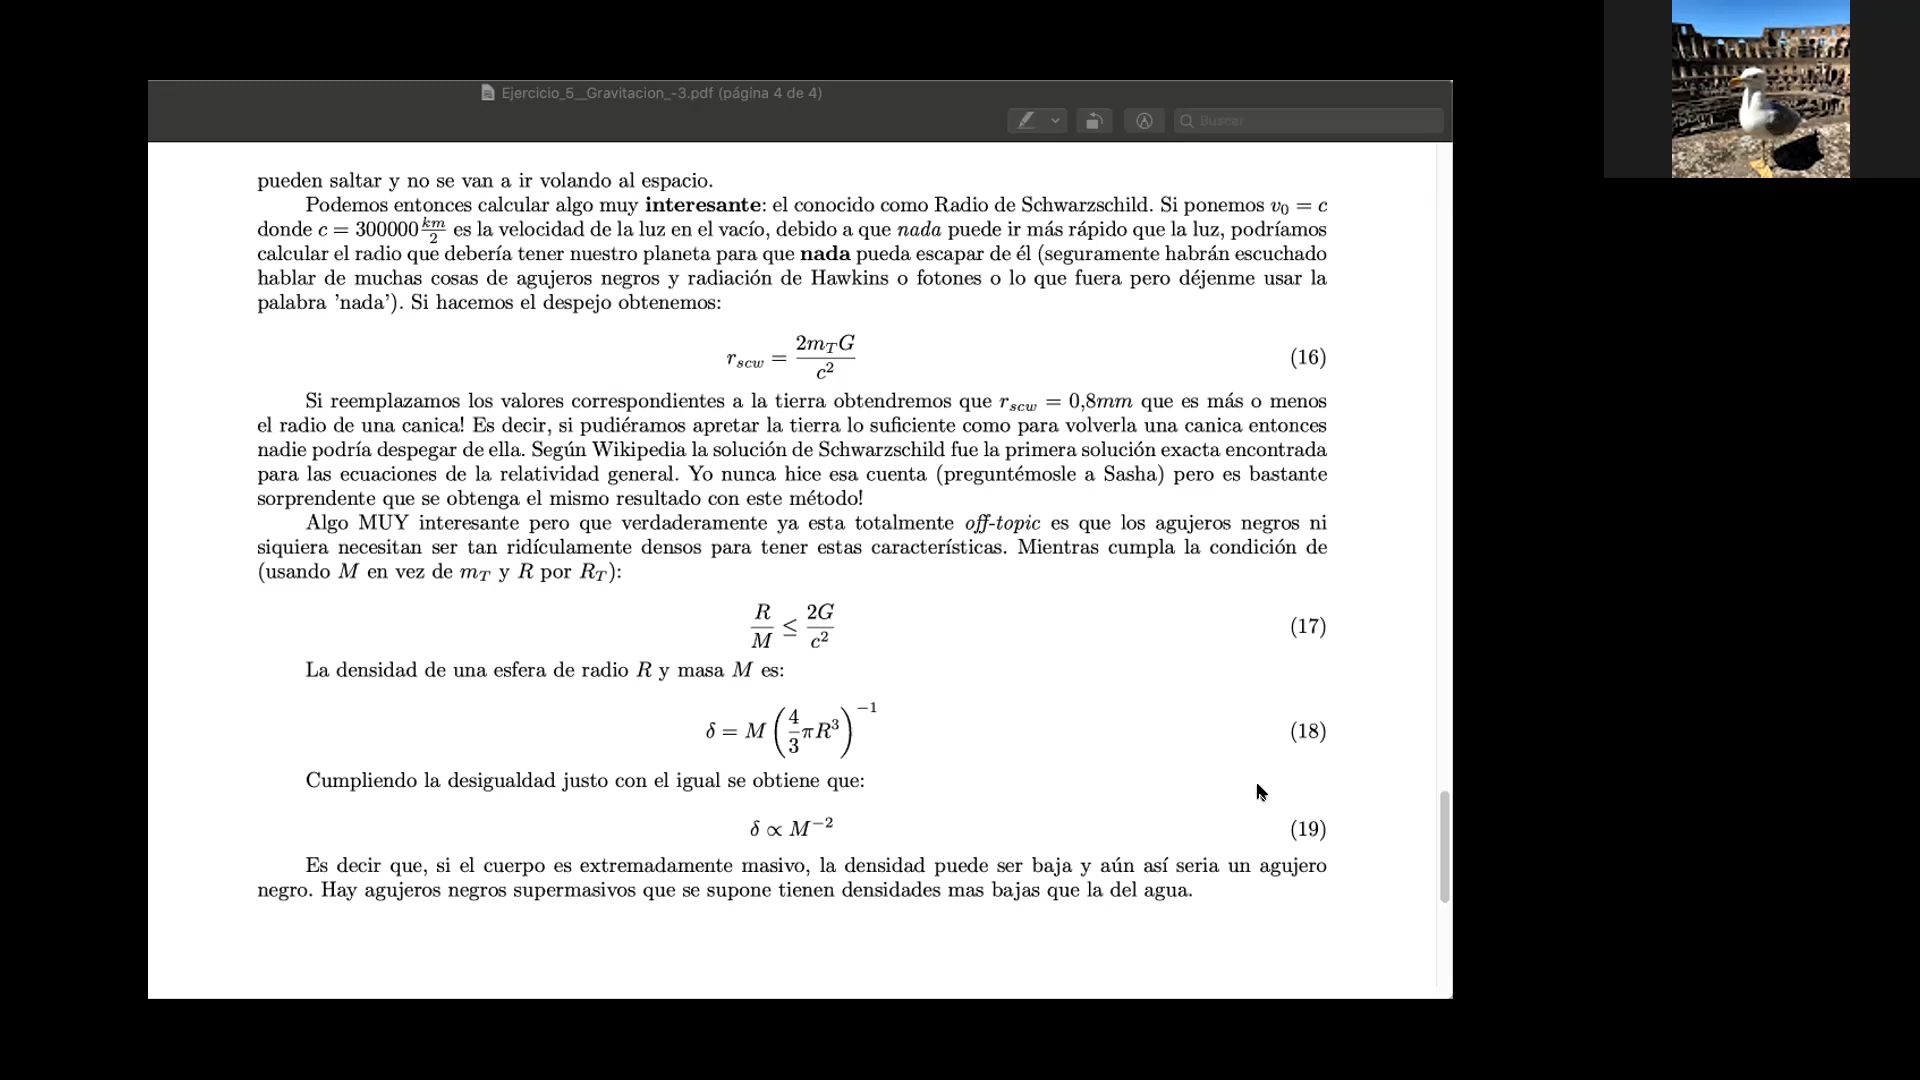 Ejercicio_5__Gravitacion_-3.pdf (página 4 de 4)
Buscar
pueden saltar y no se van a ir volando al espacio.
Podemos entonces calcular algo muy interesante: el conocido como Radio de Schwarzschild. Si ponemos v₀ = c
donde c = 300000 km/2 es la velocidad de la luz en el vacío, debido a que nada puede ir más rápido que la luz, podríamos
calcular el radio que debería tener nuestro planeta para que nada pueda escapar de él (seguramente habrán escuchado
hablar de muchas cosas de agujeros negros y radiación de Hawkins o fotones o lo que fuera pero déjenme usar la
palabra 'nada'). Si hacemos el despejo obtenemos:
r_scw = 2m_T G / c² (16)
Si reemplazamos los valores correspondientes a la tierra obtendremos que r_scw = 0,8mm que es más o menos
el radio de una canica! Es decir, si pudiéramos apretar la tierra lo suficiente como para volverla una canica entonces
nadie podría despegar de ella. Según Wikipedia la solución de Schwarzschild fue la primera solución exacta encontrada
para las ecuaciones de la relatividad general. Yo nunca hice esa cuenta (preguntémosle a Sasha) pero es bastante
sorprendente que se obtenga el mismo resultado con este método!
Algo MUY interesante pero que verdaderamente ya esta totalmente off-topic es que los agujeros negros ni
siquiera necesitan ser tan ridículamente densos para tener estas características. Mientras cumpla la condición de
(usando M en vez de m_T y R por R_T):
R/M ≤ 2G/c² (17)
La densidad de una esfera de radio R y masa M es:
δ = M (4/3 πR³)⁻¹ (18)
Cumpliendo la desigualdad justo con el igual se obtiene que:
δ ∝ M⁻² (19)
Es decir que, si el cuerpo es extremadamente masivo, la densidad puede ser baja y aún así seria un agujero
negro. Hay agujeros negros supermasivos que se supone tienen densidades mas bajas que la del agua.